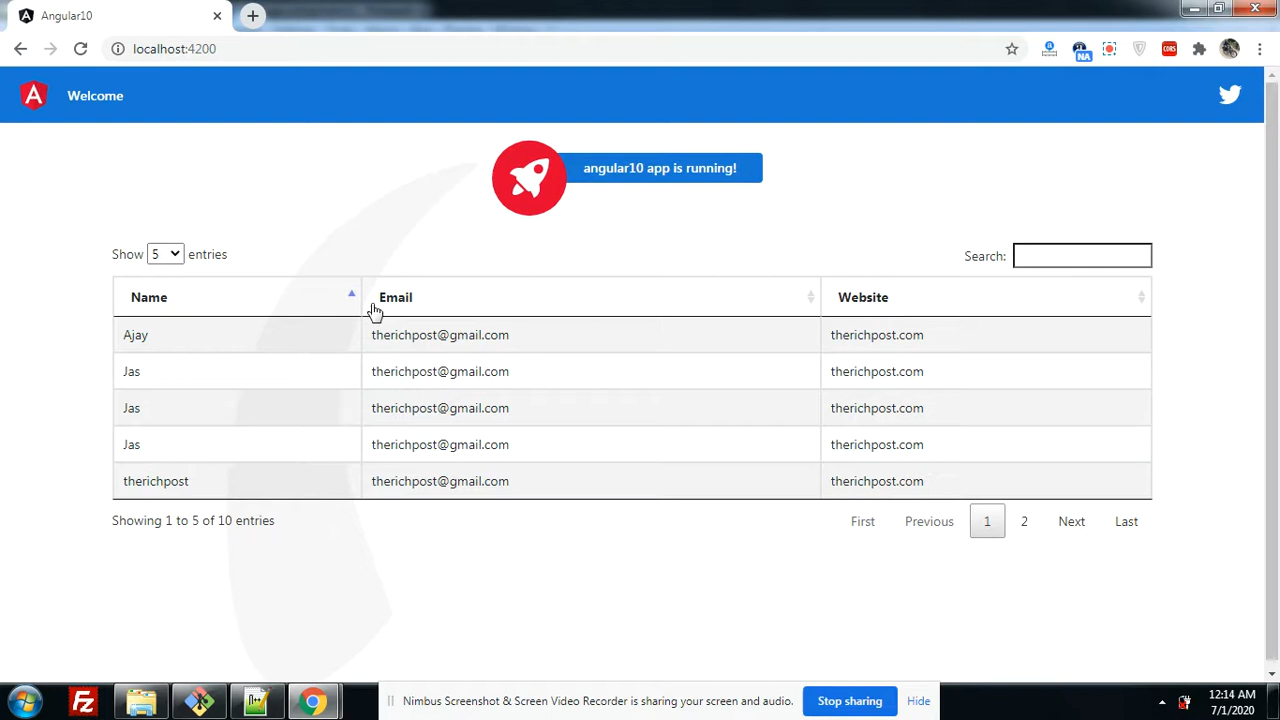 Angular10
localhost:4200
NA
CORS
Welcome
angular10 app is running!
Show 5 entries
Search:
Name Email Website
Ajay therichpost@gmail.com therichpost.com
Jas therichpost@gmail.com therichpost.com
Jas therichpost@gmail.com therichpost.com
Jas therichpost@gmail.com therichpost.com
therichpost therichpost@gmail.com therichpost.com
Showing 1 to 5 of 10 entries
First Previous 1 2 Next Last
Nimbus Screenshot & Screen Video Recorder is sharing your screen and audio. Stop sharing Hide
12:14 AM
7/1/2020